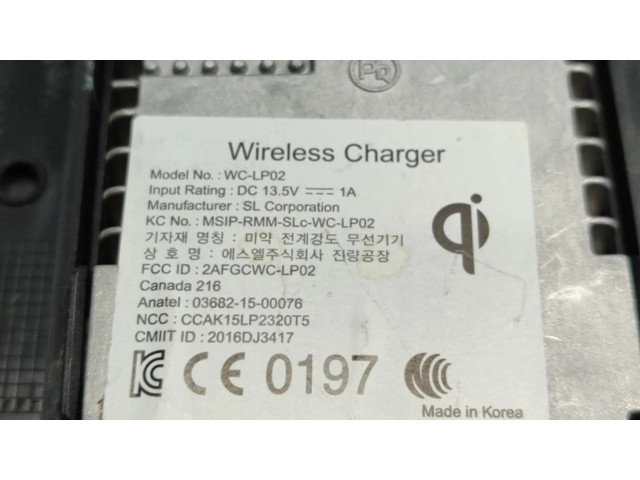 PG
Wireless Charger
Model No. : WC-LP02
Input Rating : DC 13.5V ⎓ 1A
Manufacturer : SL Corporation
KC No. : MSIP-RMM-SLc-WC-LP02
기자재 명칭 : 미약 전계강도 무선기기
상 호 명 : 에스엘주식회사 진량공장
FCC ID : 2AFGCWC-LP02
Canada 216
Anatel : 03682-15-00076
NCC : CCAK15LP2320T5
CMIIT ID : 2016DJ3417
qi
KC CE 0197
Made in Korea